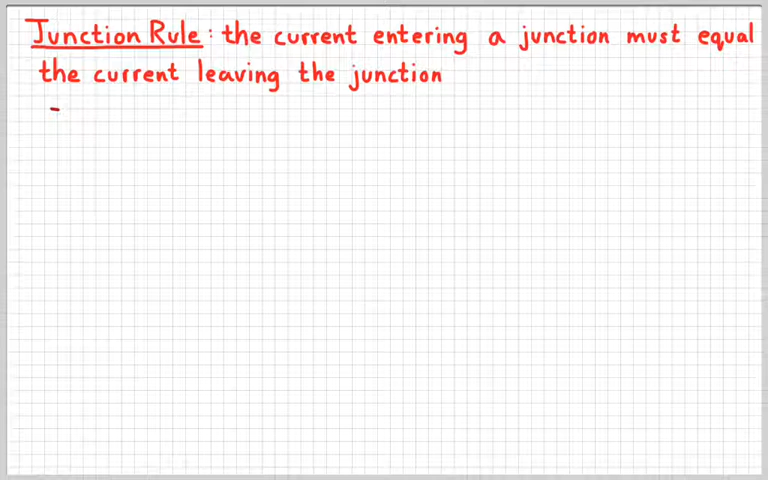 Junction Rule: the current entering a junction must equal
the current leaving the junction
-